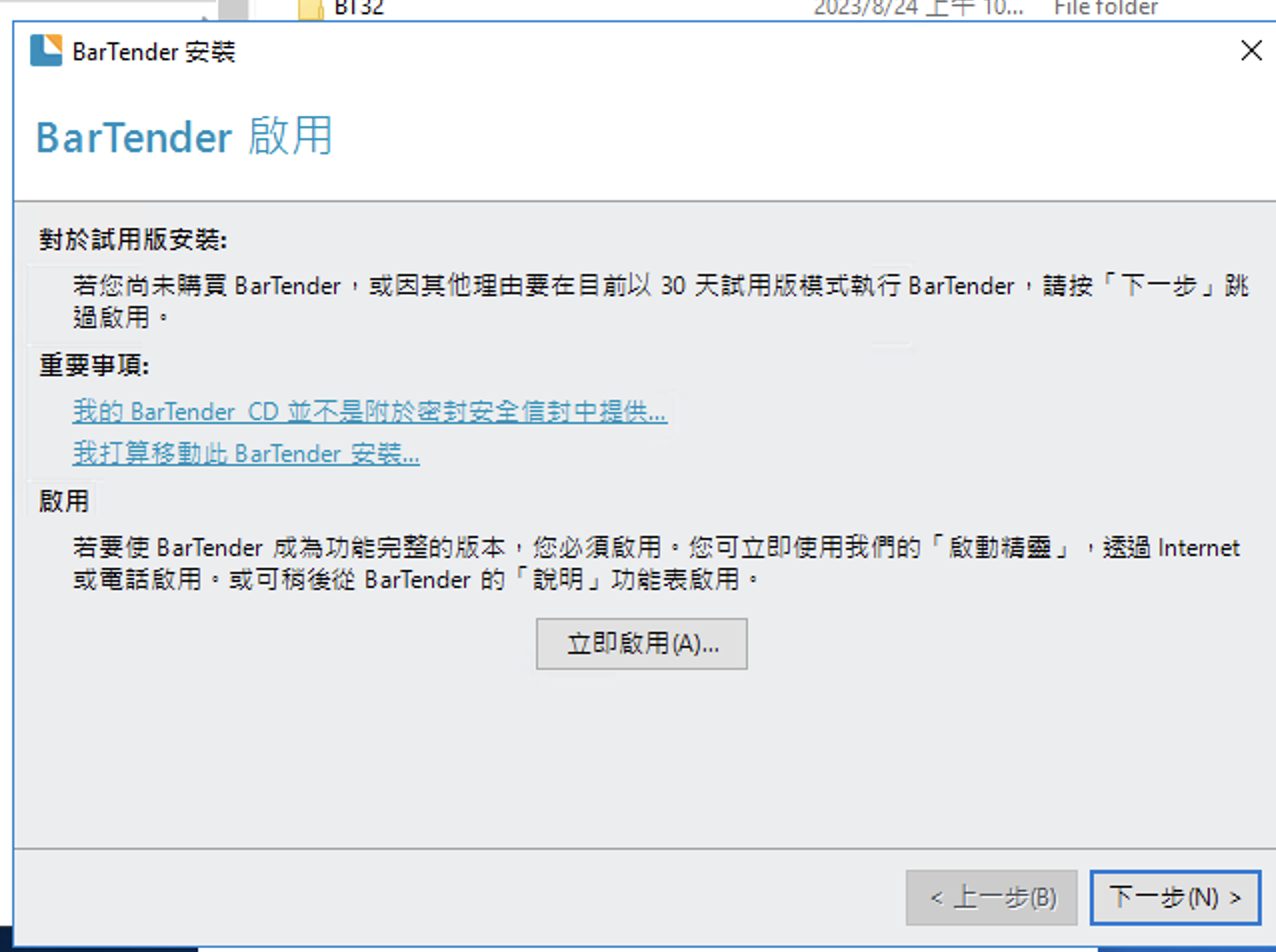 BT32 2023/8/24 上午 10... File folder
BarTender 安裝
BarTender 啟用
對於試用版安裝:
若您尚未購買 BarTender，或因其他理由要在目前以 30 天試用版模式執行 BarTender，請按「下一步」跳
過啟用。
重要事項:
我的 BarTender CD 並不是附於密封安全信封中提供...
我打算移動此 BarTender 安裝...
啟用
若要使 BarTender 成為功能完整的版本，您必須啟用。您可立即使用我們的「啟動精靈」，透過 Internet
或電話啟用。或可稍後從 BarTender 的「說明」功能表啟用。
立即啟用(A)...
< 上一步(B) 下一步(N) >